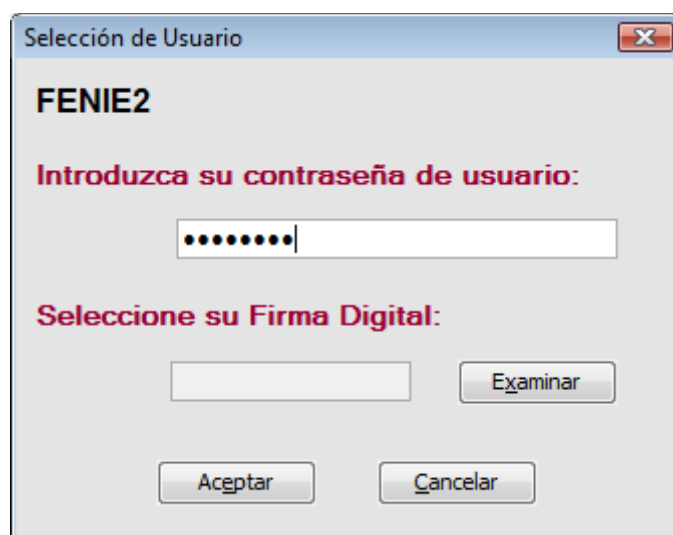 Selección de Usuario
FENIE2
Introduzca su contraseña de usuario:
••••••••
Seleccione su Firma Digital:
Examinar
Aceptar
Cancelar